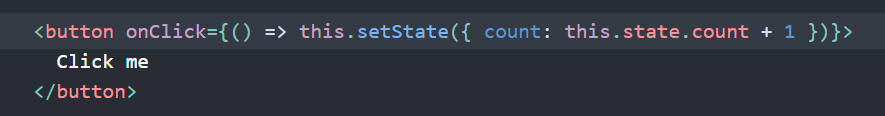 <button onClick={() => this.setState({ count: this.state.count + 1 })}>
Click me
</button>